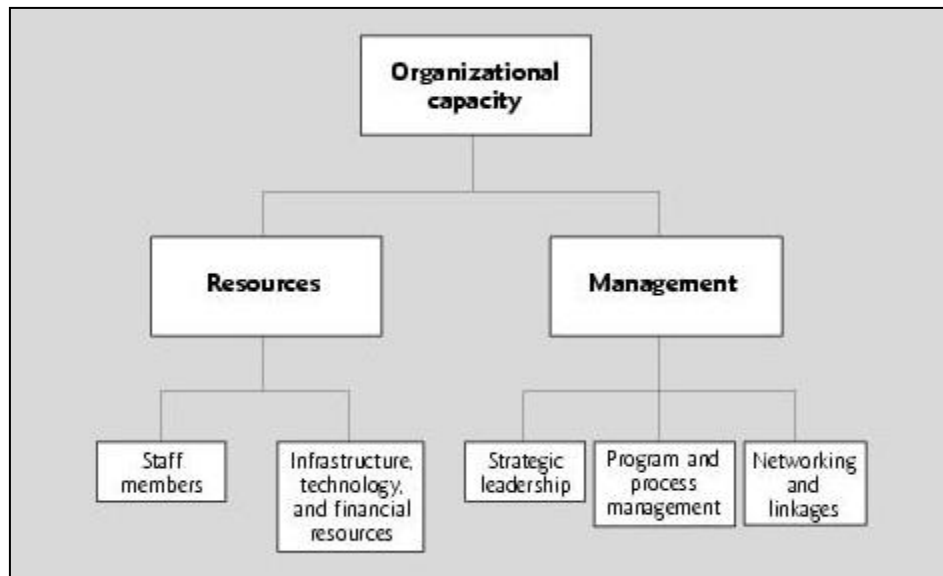 Organizational
capacity
Resources
Management
Staff
members
Infrastructure,
technology,
and financial
resources
Strategic
leadership
Program and
process
management
Networking
and
linkages